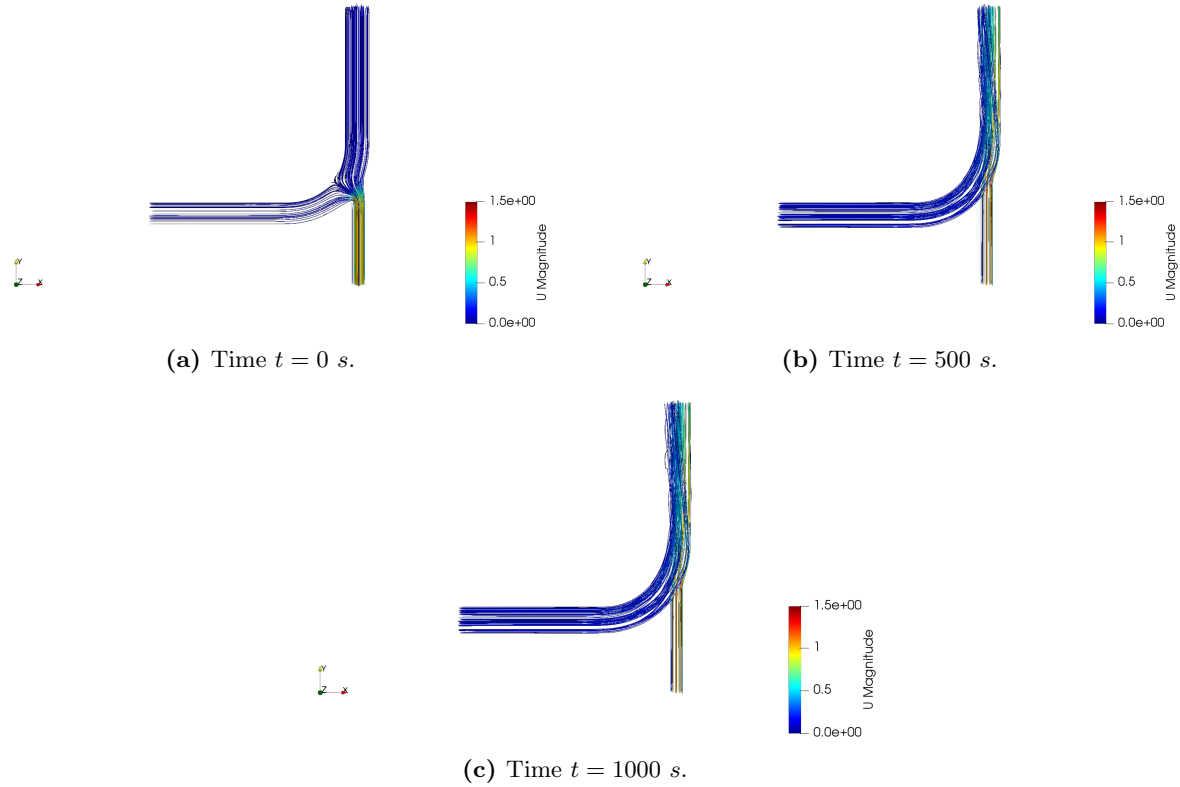 1.5e+00
1
0.5
0.0e+00
U Magnitude
Y
Z
X
(a) Time t = 0 s.
1.5e+00
1
0.5
0.0e+00
U Magnitude
Y
Z
X
(b) Time t = 500 s.
1.5e+00
1
0.5
0.0e+00
U Magnitude
Y
Z
X
(c) Time t = 1000 s.